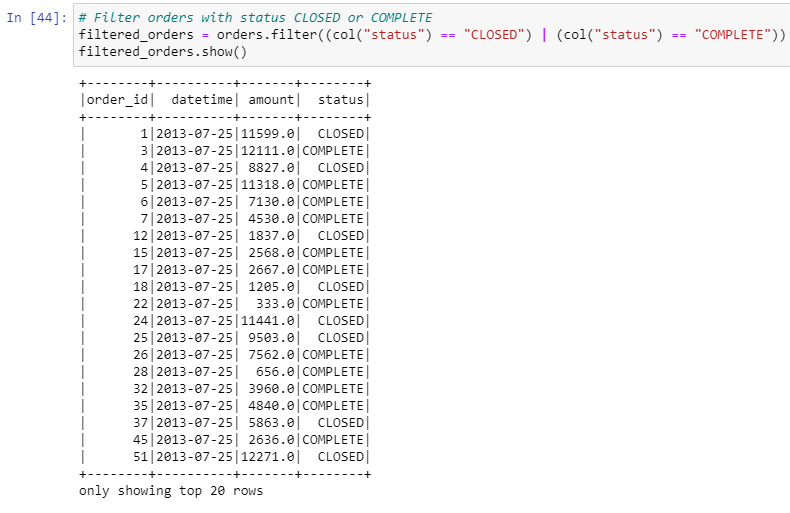 In [44]: # Filter orders with status CLOSED or COMPLETE
filtered_orders = orders.filter((col("status") == "CLOSED") | (col("status") == "COMPLETE"))
filtered_orders.show()
+--------+----------+-------+--------+
|order_id|  datetime| amount|  status|
+--------+----------+-------+--------+
|       1|2013-07-25|11599.0|  CLOSED|
|       3|2013-07-25|12111.0|COMPLETE|
|       4|2013-07-25| 8827.0|  CLOSED|
|       5|2013-07-25|11318.0|COMPLETE|
|       6|2013-07-25| 7130.0|COMPLETE|
|       7|2013-07-25| 4530.0|COMPLETE|
|      12|2013-07-25| 1837.0|  CLOSED|
|      15|2013-07-25| 2568.0|COMPLETE|
|      17|2013-07-25| 2667.0|COMPLETE|
|      18|2013-07-25| 1205.0|  CLOSED|
|      22|2013-07-25|  333.0|COMPLETE|
|      24|2013-07-25|11441.0|  CLOSED|
|      25|2013-07-25| 9503.0|  CLOSED|
|      26|2013-07-25| 7562.0|COMPLETE|
|      28|2013-07-25|  656.0|COMPLETE|
|      32|2013-07-25| 3960.0|COMPLETE|
|      35|2013-07-25| 4840.0|COMPLETE|
|      37|2013-07-25| 5863.0|  CLOSED|
|      45|2013-07-25| 2636.0|COMPLETE|
|      51|2013-07-25|12271.0|  CLOSED|
+--------+----------+-------+--------+
only showing top 20 rows